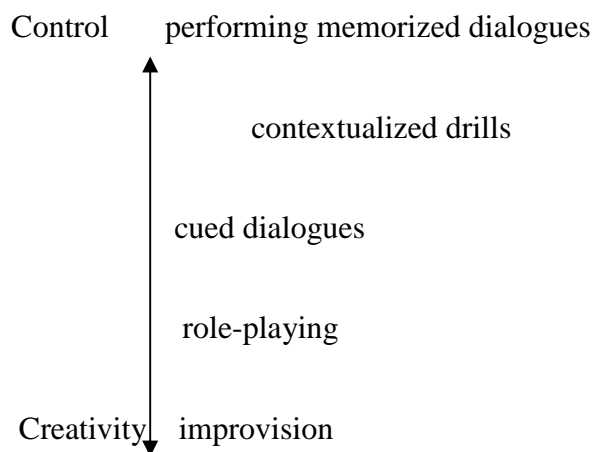 Control performing memorized dialogues
contextualized drills
cued dialogues
role-playing
Creativity improvision